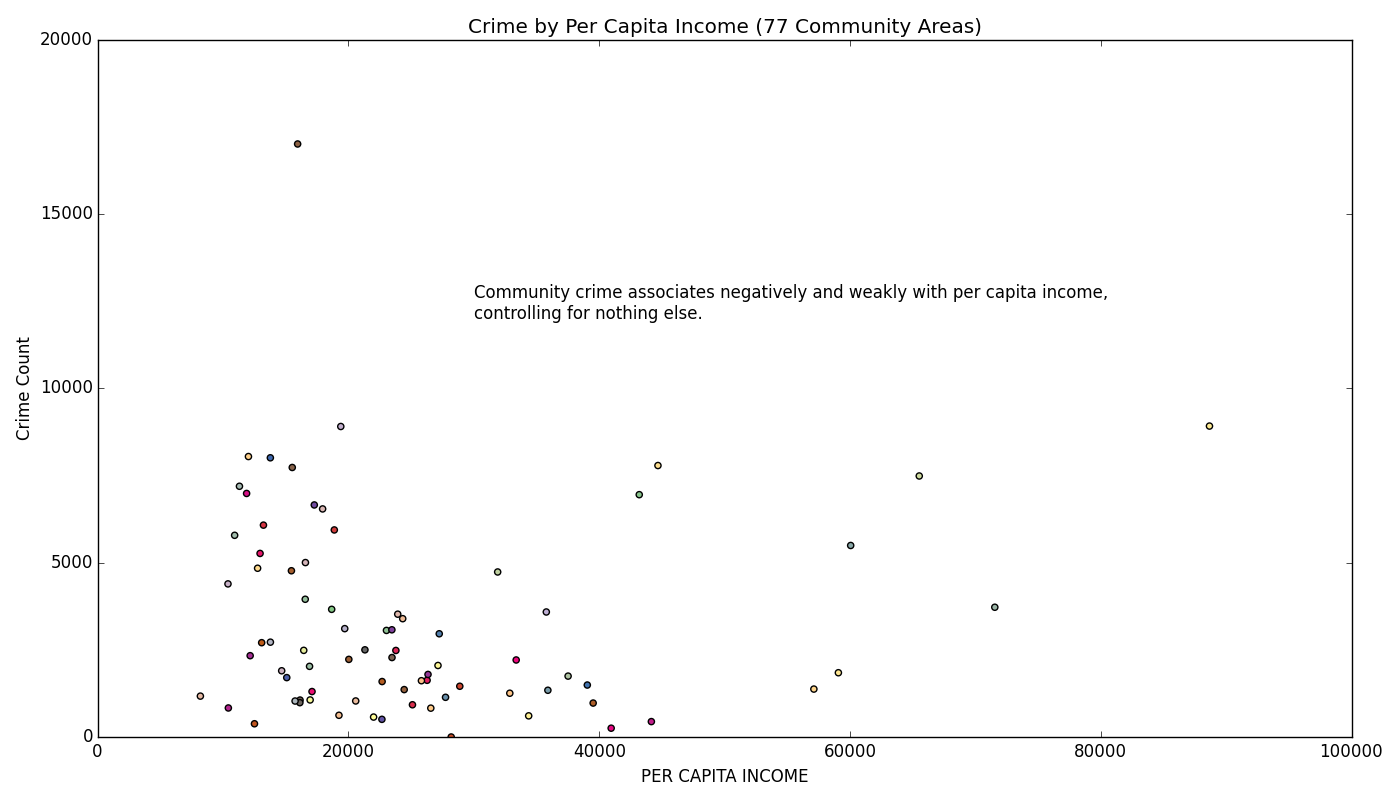 Crime by Per Capita Income (77 Community Areas)
20000
15000
10000
5000
0
Crime Count
Community crime associates negatively and weakly with per capita income,
controlling for nothing else.
0 20000 40000 60000 80000 100000
PER CAPITA INCOME